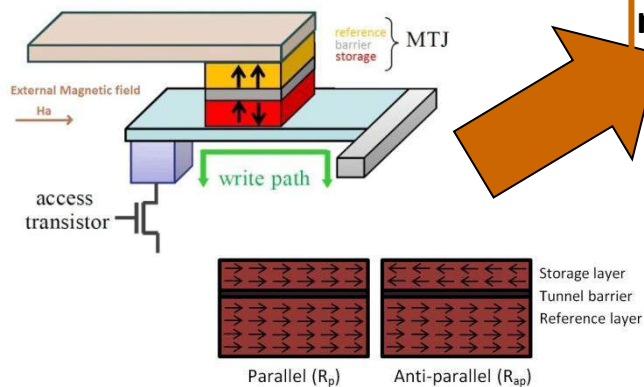 reference
barrier
storage
MTJ
External Magnetic field
Ha
write path
access
transistor
Storage layer
Tunnel barrier
Reference layer
Parallel (Rₚ)
Anti-parallel (Rₐₚ)